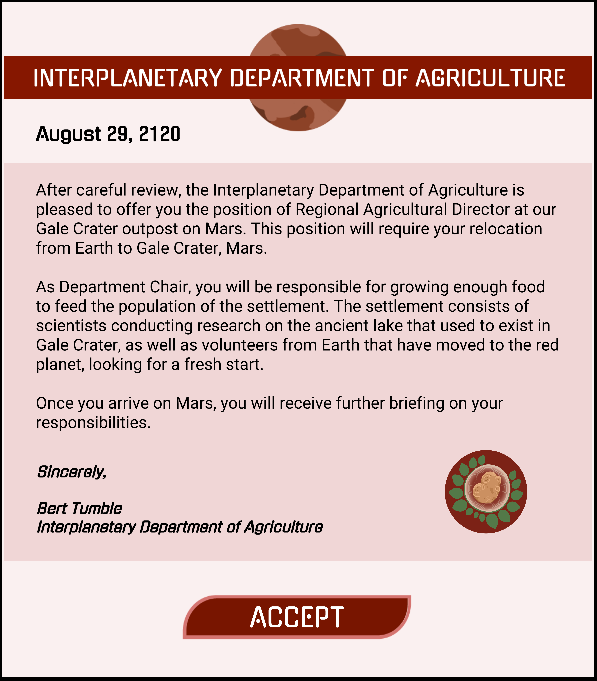 INTERPLANETARY DEPARTMENT OF AGRICULTURE
August 29, 2120
After careful review, the Interplanetary Department of Agriculture is
pleased to offer you the position of Regional Agricultural Director at our
Gale Crater outpost on Mars. This position will require your relocation
from Earth to Gale Crater, Mars.
As Department Chair, you will be responsible for growing enough food
to feed the population of the settlement. The settlement consists of
scientists conducting research on the ancient lake that used to exist in
Gale Crater, as well as volunteers from Earth that have moved to the red
planet, looking for a fresh start.
Once you arrive on Mars, you will receive further briefing on your
responsibilities.
Sincerely,
Bert Tumble
Interplanetary Department of Agriculture
ACCEPT